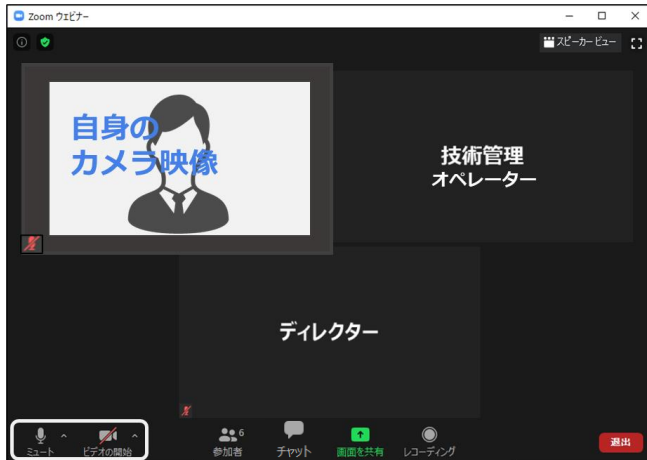 Zoom ウェビナー
スピーカー ビュー
自身の
カメラ映像
技術管理
オペレーター
ディレクター
ミュート
ビデオの開始
6
参加者
チャット
画面を共有
レコーディング
退出